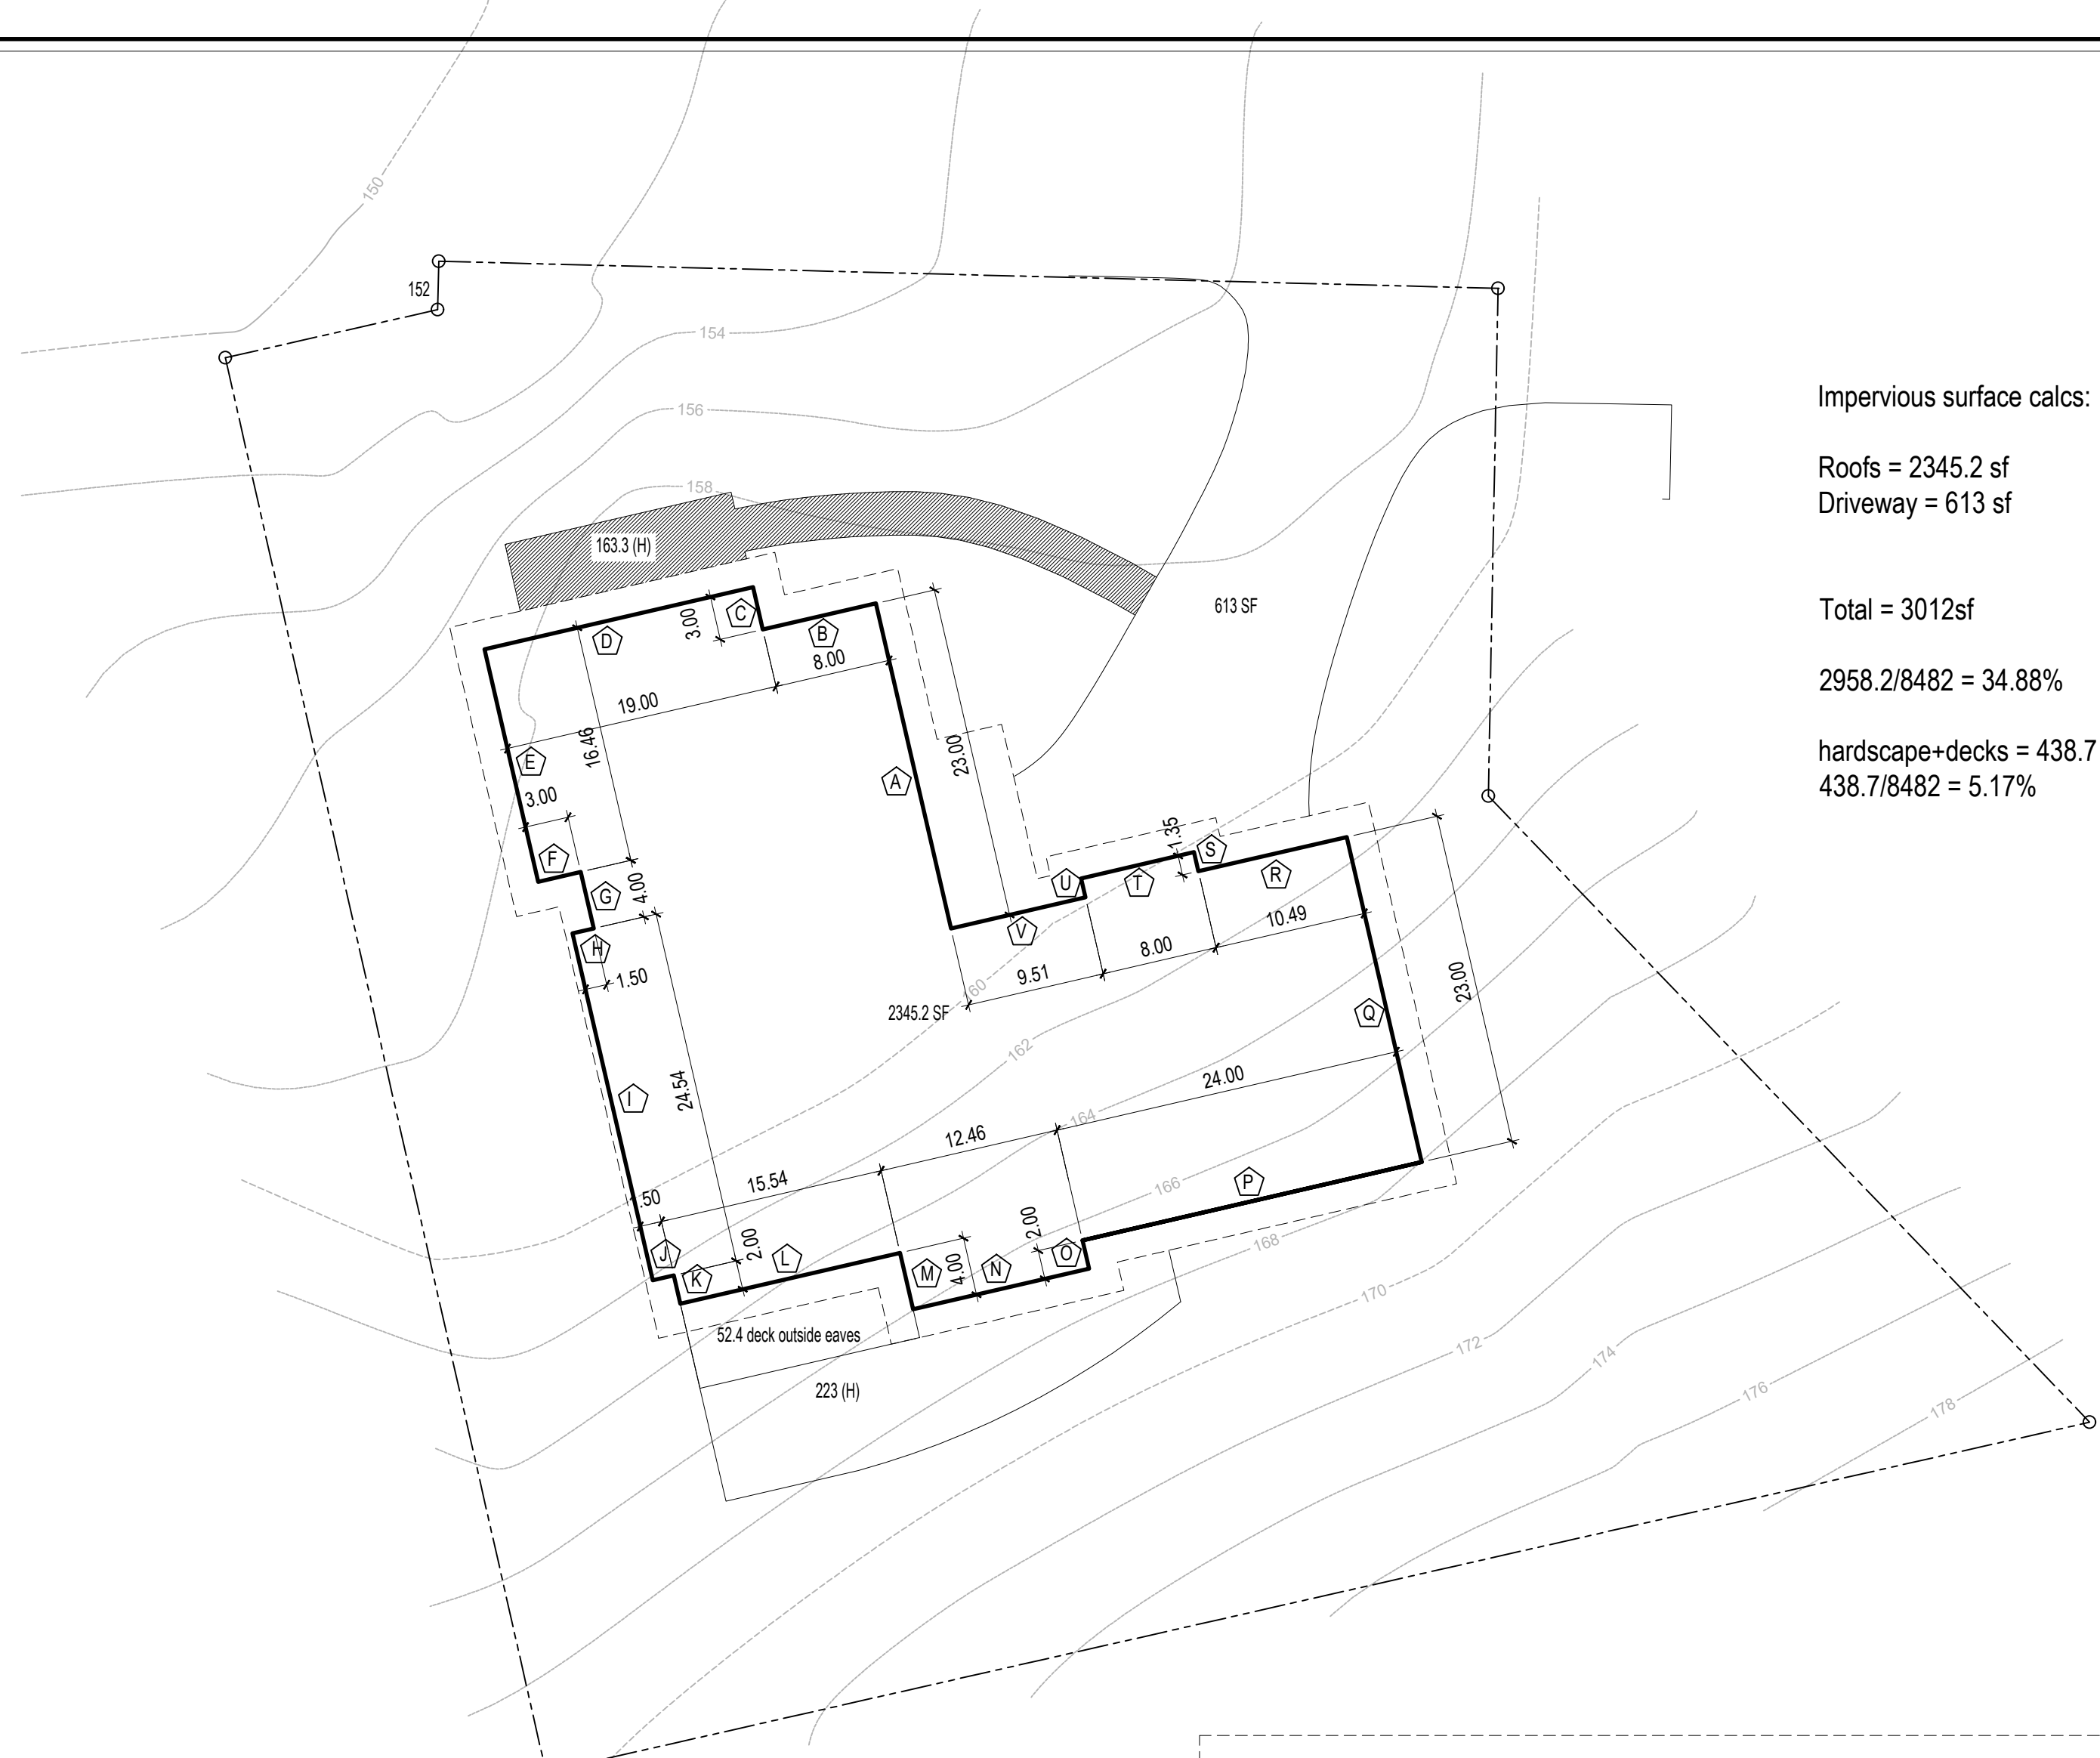 150
152
154
156
158
163.3 (H)
613 SF
Impervious surface calcs:
Roofs = 2345.2 sf
Driveway = 613 sf
Total = 3012sf
2958.2/8482 = 34.88%
hardscape+decks = 438.7
438.7/8482 = 5.17%
C
3.00
B
D
8.00
19.00
16.46
23.00
E
A
3.00
F
G
4.00
H
1.50
1.35
S
U
T
R
V
10.49
8.00
9.51
23.00
Q
160
2345.2 SF
162
I
24.54
24.00
164
12.46
15.54
166
P
.50
J
2.00
K
L
M
4.00
N
2.00
O
168
170
52.4 deck outside eaves
223 (H)
172
174
176
178